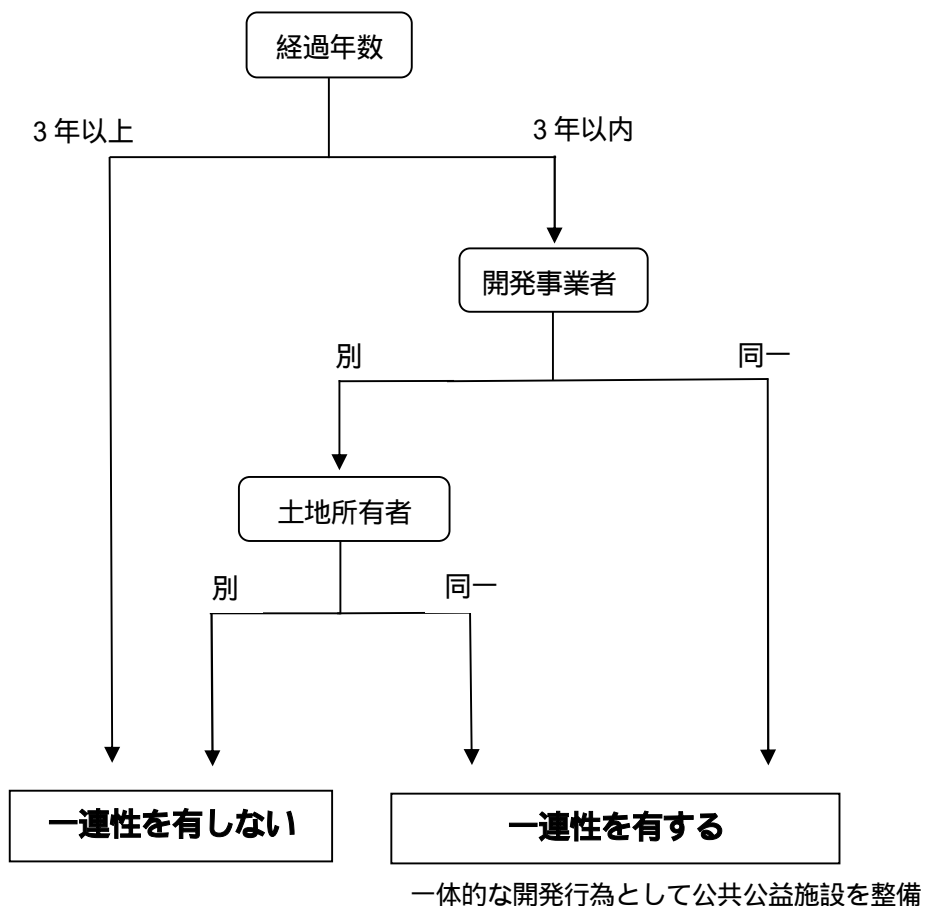 経過年数
3年以上
3年以内
開発事業者
別
同一
土地所有者
別
同一
一連性を有しない
一連性を有する
一体的な開発行為として公共公益施設を整備